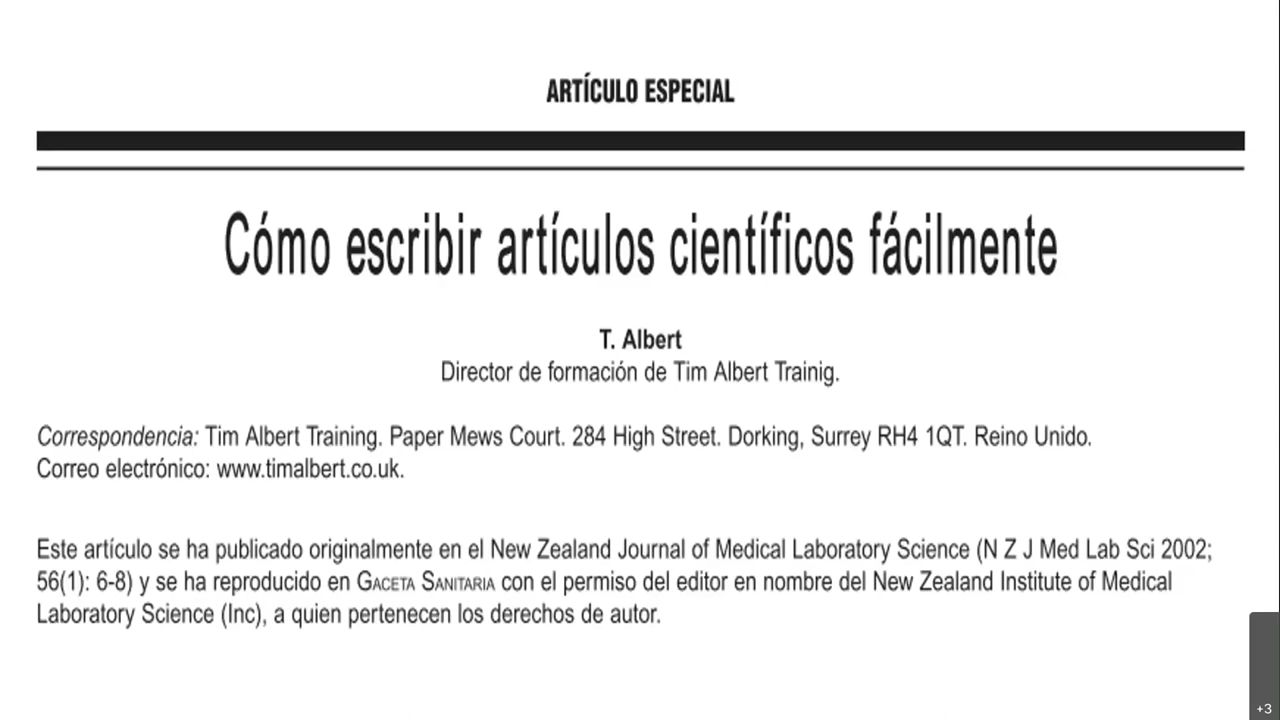 ARTÍCULO ESPECIAL
Cómo escribir artículos científicos fácilmente
T. Albert
Director de formación de Tim Albert Trainig.
Correspondencia: Tim Albert Training. Paper Mews Court. 284 High Street. Dorking, Surrey RH4 1QT. Reino Unido.
Correo electrónico: www.timalbert.co.uk.
Este artículo se ha publicado originalmente en el New Zealand Journal of Medical Laboratory Science (N Z J Med Lab Sci 2002;
56(1): 6-8) y se ha reproducido en GACETA SANITARIA con el permiso del editor en nombre del New Zealand Institute of Medical
Laboratory Science (Inc), a quien pertenecen los derechos de autor.
+3